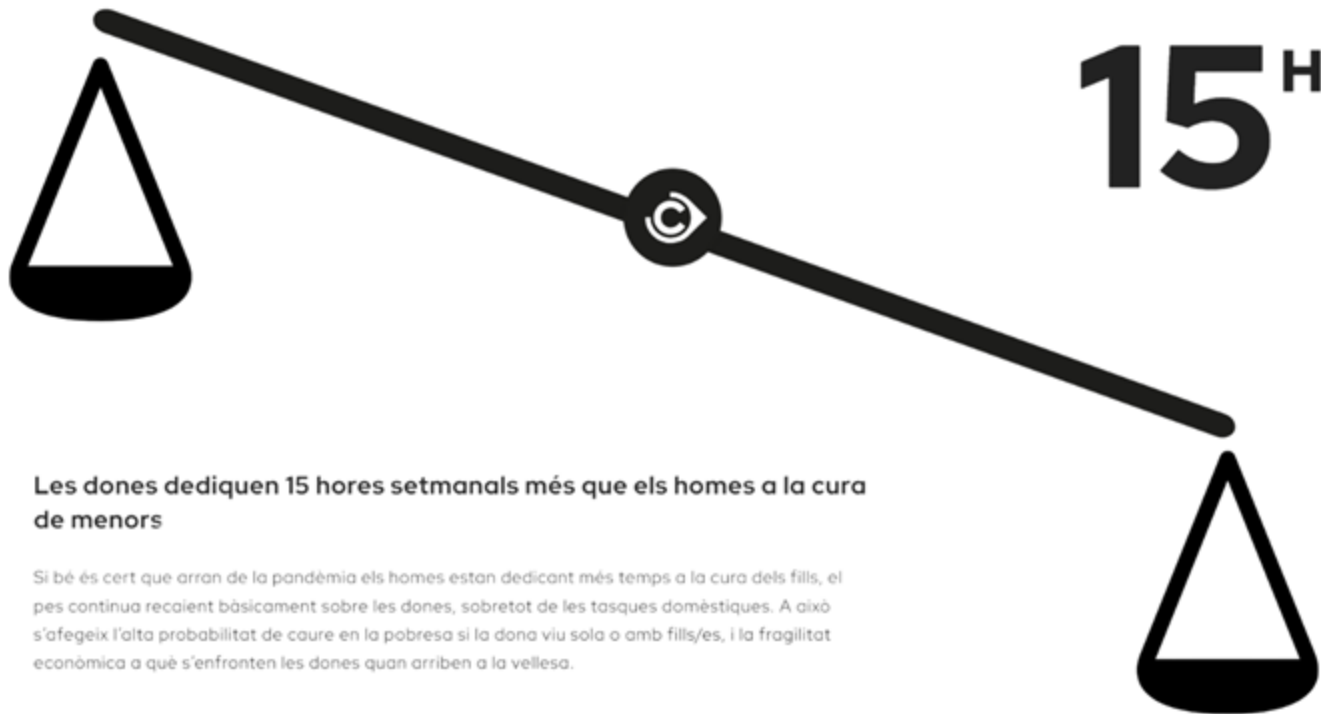 15H
Les dones dediquen 15 hores setmanals més que els homes a la cura
de menors
Si bé és cert que arran de la pandèmia els homes estan dedicant més temps a la cura dels fills, el
pes continua recaient bàsicament sobre les dones, sobretot de les tasques domèstiques. A això
s'afegeix l'alta probabilitat de caure en la pobresa si la dona viu sola o amb fills/es, i la fragilitat
econòmica a què s'enfronten les dones quan arriben a la vellesa.